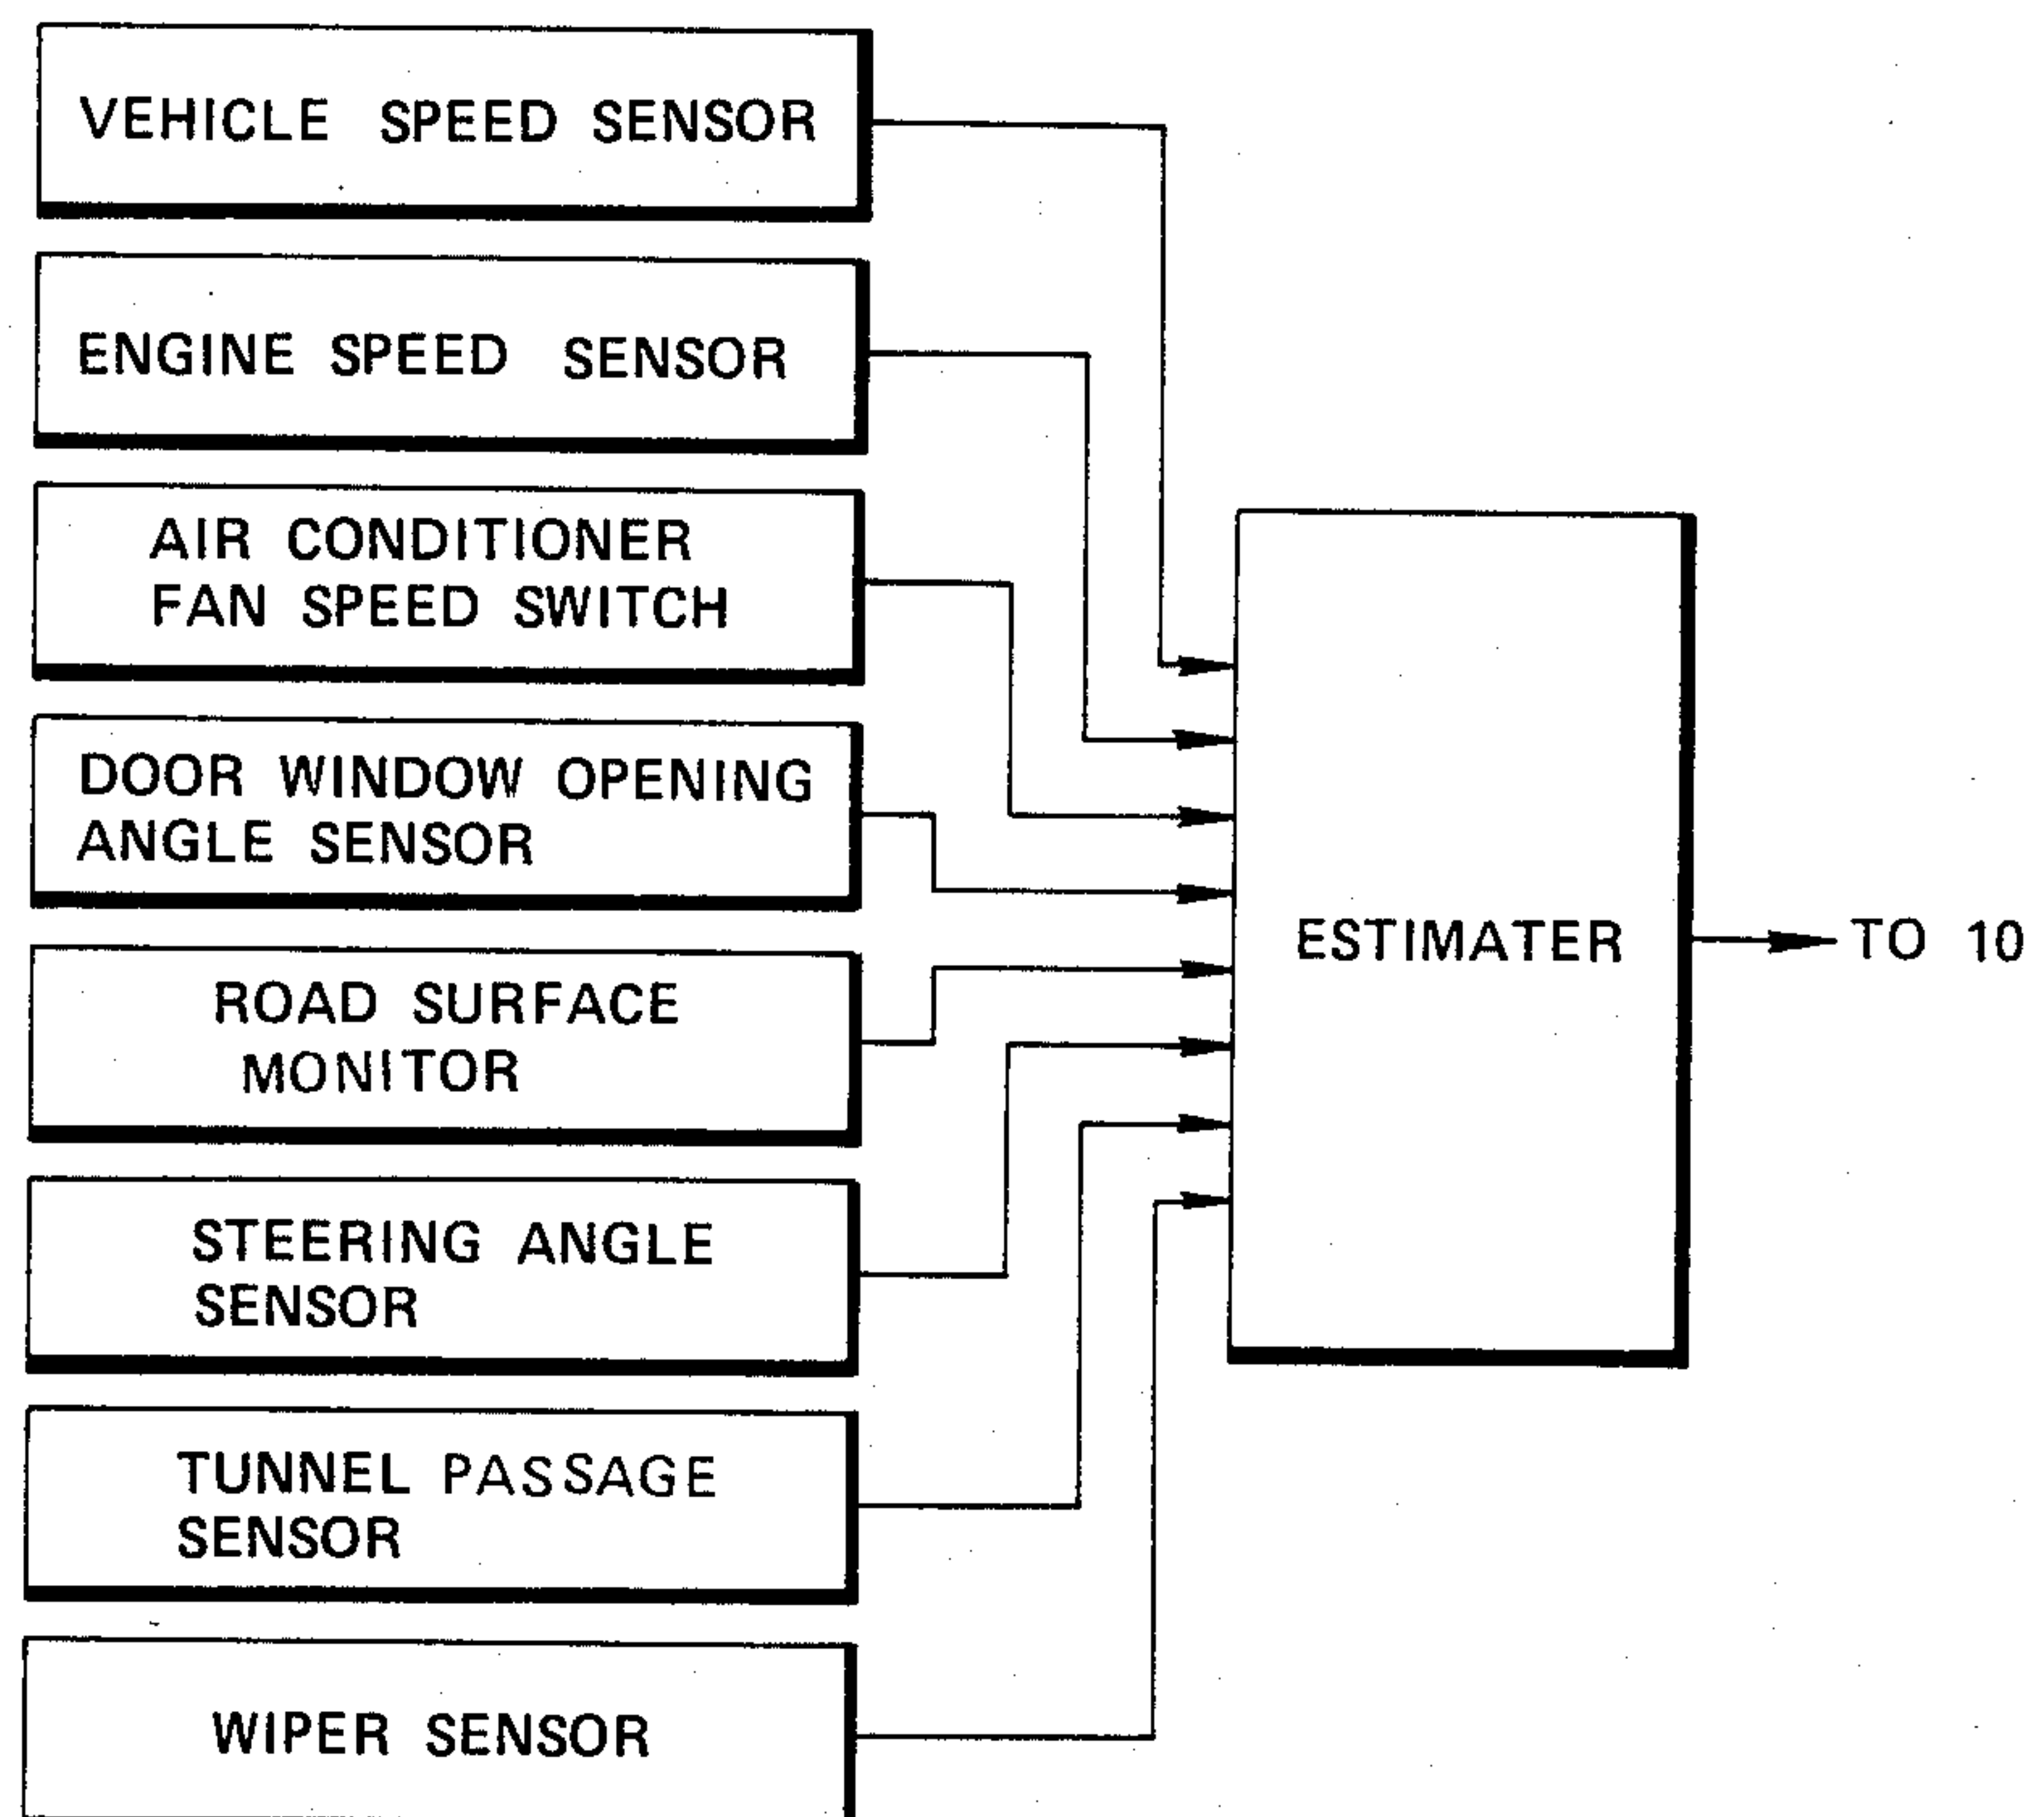 VEHICLE SPEED SENSOR
ENGINE SPEED SENSOR
AIR CONDITIONER
FAN SPEED SWITCH
DOOR WINDOW OPENING
ANGLE SENSOR
ROAD SURFACE
MONITOR
STEERING ANGLE
SENSOR
TUNNEL PASSAGE
SENSOR
WIPER SENSOR
ESTIMATER
TO 10